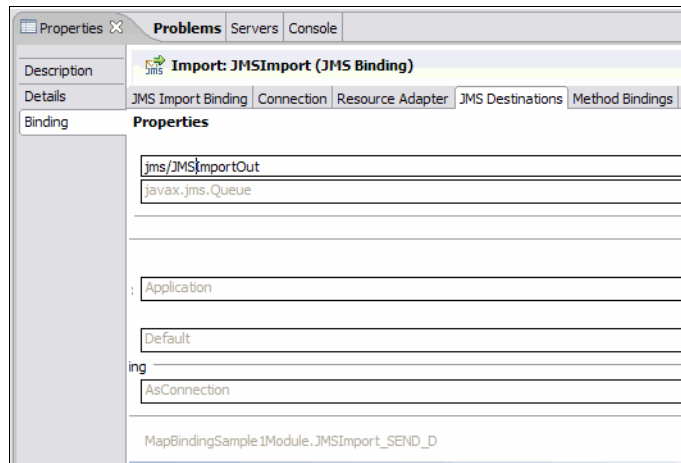 Properties Problems Servers Console
Import: JMSImport (JMS Binding)
JMS
Description
Details
Binding
JMS Import Binding Connection Resource Adapter JMS Destinations Method Bindings
Properties
jms/JMSImportOut
javax.jms.Queue
: Application
Default
ing
AsConnection
MapBindingSample1Module.JMSImport_SEND_D